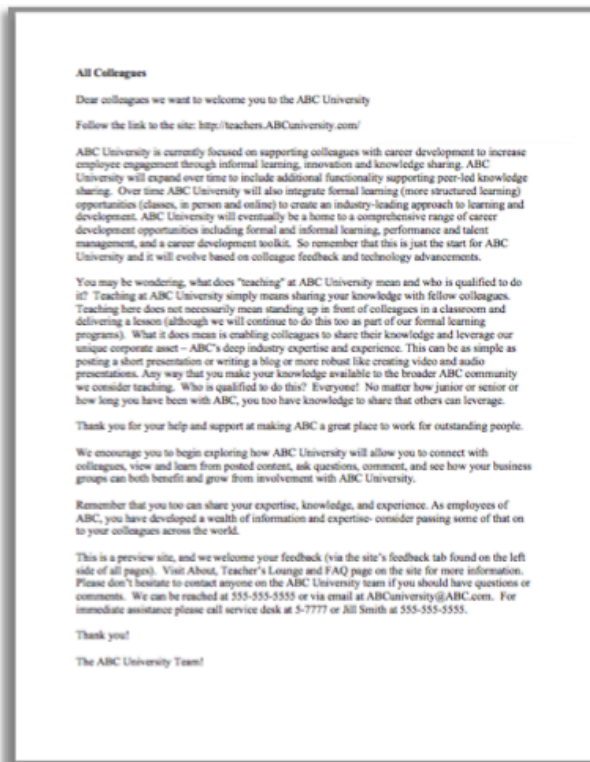 All Colleagues
Dear colleagues we want to welcome you to the ABC University
Follow the link to the site: http://teachers.ABCuniversity.com/
ABC University is currently focused on supporting colleagues with career development to increase
employee engagement through informal learning, innovation and knowledge sharing. ABC
University will expand over time to include additional functionality supporting peer-led knowledge
sharing. Over time ABC University will also integrate formal learning (more structured learning)
opportunities (classes, in person and online) to create an industry-leading approach to learning and
development. ABC University will eventually be a home to a comprehensive range of career
development opportunities including formal and informal learning, performance and talent
management, and a career development toolkit. So remember that this is just the start for ABC
University and it will evolve based on colleague feedback and technology advancements.
You may be wondering, what does "teaching" at ABC University mean and who is qualified to do
it? Teaching at ABC University simply means sharing your knowledge with fellow colleagues.
Teaching here does not necessarily mean standing up in front of colleagues in a classroom and
delivering a lesson (although we will continue to do this too as part of our formal learning
programs). What it does mean is enabling colleagues to share their knowledge and leverage our
unique corporate asset – ABC's deep industry expertise and experience. This can be as simple as
posting a short presentation or writing a blog or more robust like creating video and audio
presentations. Any way that you make your knowledge available to the broader ABC community
we consider teaching. Who is qualified to do this? Everyone! No matter how junior or senior or
how long you have been with ABC, you too have knowledge to share that others can leverage.
Thank you for your help and support at making ABC a great place to work for outstanding people.
We encourage you to begin exploring how ABC University will allow you to connect with
colleagues, view and learn from posted content, ask questions, comment, and see how your business
groups can both benefit and grow from involvement with ABC University.
Remember that you too can share your expertise, knowledge, and experience. As employees of
ABC, you have developed a wealth of information and expertise- consider passing some of that on
to your colleagues across the world.
This is a preview site, and we welcome your feedback (via the site's feedback tab found on the left
side of all pages). Visit About, Teacher's Lounge and FAQ page on the site for more information.
Please don't hesitate to contact anyone on the ABC University team if you should have questions or
comments. We can be reached at 555-555-5555 or via email at ABCuniversity@ABC.com. For
immediate assistance please call service desk at 5-7777 or Jill Smith at 555-555-5555.
Thank you!
The ABC University Team!